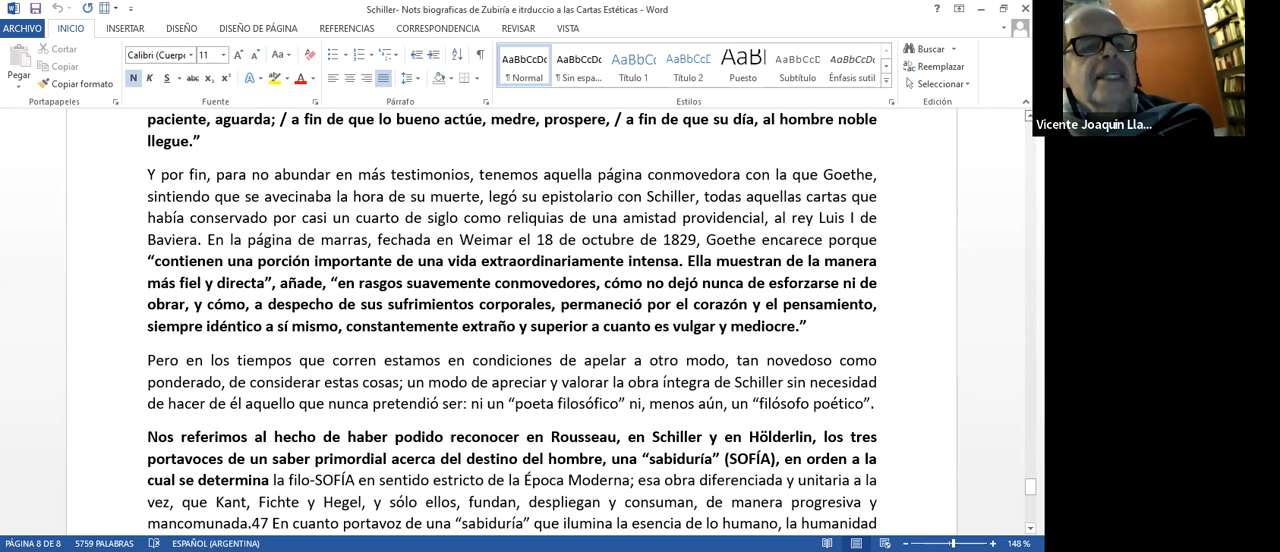 Schiller- Nots biograficas de Zubiría e itrduccio a las Cartas Estéticas - Word
ARCHIVO INICIO INSERTAR DISEÑO DISEÑO DE PÁGINA REFERENCIAS CORRESPONDENCIA REVISAR VISTA
Pegar
Cortar
Copiar
Copiar formato
Portapapeles
Calibri (Cuerpo 11
N K S abc x₂ x²
Fuente
Párrafo
AaBbCcDc AaBbCcDc AaBbCc AaBbCcC AaBl AaBbCcC AaBbCcDc
¶ Normal ¶ Sin espa... Título 1 Título 2 Puesto Subtítulo Énfasis sutil
Estilos
Buscar
Reemplazar
Seleccionar
Edición
Vicente Joaquin Lla...
paciente, aguarda; / a fin de que lo bueno actúe, medre, prospere, / a fin de que su día, al hombre noble
llegue.”
Y por fin, para no abundar en más testimonios, tenemos aquella página conmovedora con la que Goethe,
sintiendo que se avecinaba la hora de su muerte, legó su epistolario con Schiller, todas aquellas cartas que
había conservado por casi un cuarto de siglo como reliquias de una amistad providencial, al rey Luis I de
Baviera. En la página de marras, fechada en Weimar el 18 de octubre de 1829, Goethe encarece porque
“contienen una porción importante de una vida extraordinariamente intensa. Ella muestran de la manera
más fiel y directa”, añade, “en rasgos suavemente conmovedores, cómo no dejó nunca de esforzarse ni de
obrar, y cómo, a despecho de sus sufrimientos corporales, permaneció por el corazón y el pensamiento,
siempre idéntico a sí mismo, constantemente extraño y superior a cuanto es vulgar y mediocre.”
Pero en los tiempos que corren estamos en condiciones de apelar a otro modo, tan novedoso como
ponderado, de considerar estas cosas; un modo de apreciar y valorar la obra íntegra de Schiller sin necesidad
de hacer de él aquello que nunca pretendió ser: ni un “poeta filosófico” ni, menos aún, un “filósofo poético”.
Nos referimos al hecho de haber podido reconocer en Rousseau, en Schiller y en Hölderlin, los tres
portavoces de un saber primordial acerca del destino del hombre, una “sabiduría” (SOFÍA), en orden a la
cual se determina la filo-SOFÍA en sentido estricto de la Época Moderna; esa obra diferenciada y unitaria a la
vez, que Kant, Fichte y Hegel, y sólo ellos, fundan, despliegan y consuman, de manera progresiva y
mancomunada.47 En cuanto portavoz de una “sabiduría” que ilumina la esencia de lo humano, la humanidad
PÁGINA 8 DE 8 5759 PALABRAS ESPAÑOL (ARGENTINA) 148 %